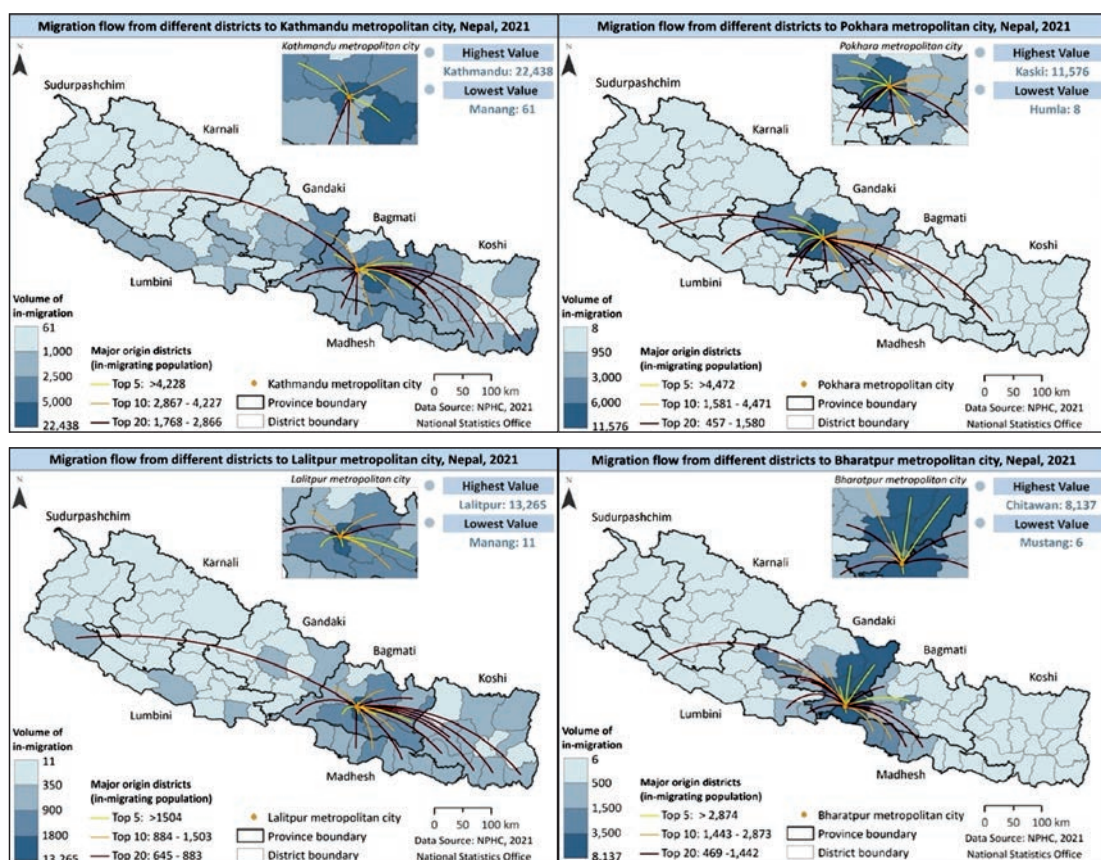 Migration flow from different districts to Kathmandu metropolitan city, Nepal, 2021
N
Kathmandu metropolitan city
Highest Value
Kathmandu: 22,438
Lowest Value
Manang: 61
Sudurpashchim
Karnali
Gandaki
Bagmati
Koshi
Lumbini
Madhesh
Volume of
in-migration
61
1,000
2,500
5,000
22,438
Major origin districts
(in-migrating population)
Top 5: >4,228
Top 10: 2,867 - 4,227
Top 20: 1,768 - 2,866
Kathmandu metropolitan city
Province boundary
District boundary
0 100 km
Data Source: NPHC, 2021
National Statistics Office
Migration flow from different districts to Pokhara metropolitan city, Nepal, 2021
N
Pokhara metropolitan city
Highest Value
Kaski: 11,576
Lowest Value
Humla: 8
Sudurpashchim
Karnali
Gandaki
Bagmati
Koshi
Lumbini
Madhesh
Volume of
in-migration
8
950
3,000
6,000
11,576
Major origin districts
(in-migrating population)
Top 5: >4,472
Top 10: 1,581 - 4,471
Top 20: 457 - 1,580
Pokhara metropolitan city
Province boundary
District boundary
0 50 100 km
Data Source: NPHC, 2021
National Statistics Office
Migration flow from different districts to Lalitpur metropolitan city, Nepal, 2021
N
Lalitpur metropolitan city
Highest Value
Lalitpur: 13,265
Lowest Value
Manang: 11
Sudurpashchim
Karnali
Gandaki
Bagmati
Koshi
Lumbini
Madhesh
Volume of
in-migration
11
350
900
1800
13,265
Major origin districts
(in-migrating population)
Top 5: >1504
Top 10: 884 - 1,503
Top 20: 645 - 883
Lalitpur metropolitan city
Province boundary
District boundary
0 50 100 km
Data Source: NPHC, 2021
National Statistics Office
Migration flow from different districts to Bharatpur metropolitan city, Nepal, 2021
N
Bharatpur metropolitan city
Highest Value
Chitawan: 8,137
Lowest Value
Mustang: 6
Sudurpashchim
Karnali
Gandaki
Bagmati
Koshi
Lumbini
Madhesh
Volume of
in-migration
6
500
1,500
3,500
8,137
Major origin districts
(in-migrating population)
Top 5: > 2,874
Top 10: 1,443 - 2,873
Top 20: 469 -1,442
Bharatpur metropolitan city
Province boundary
District boundary
0 50 100 km
Data Source: NPHC, 2021
National Statistics Office